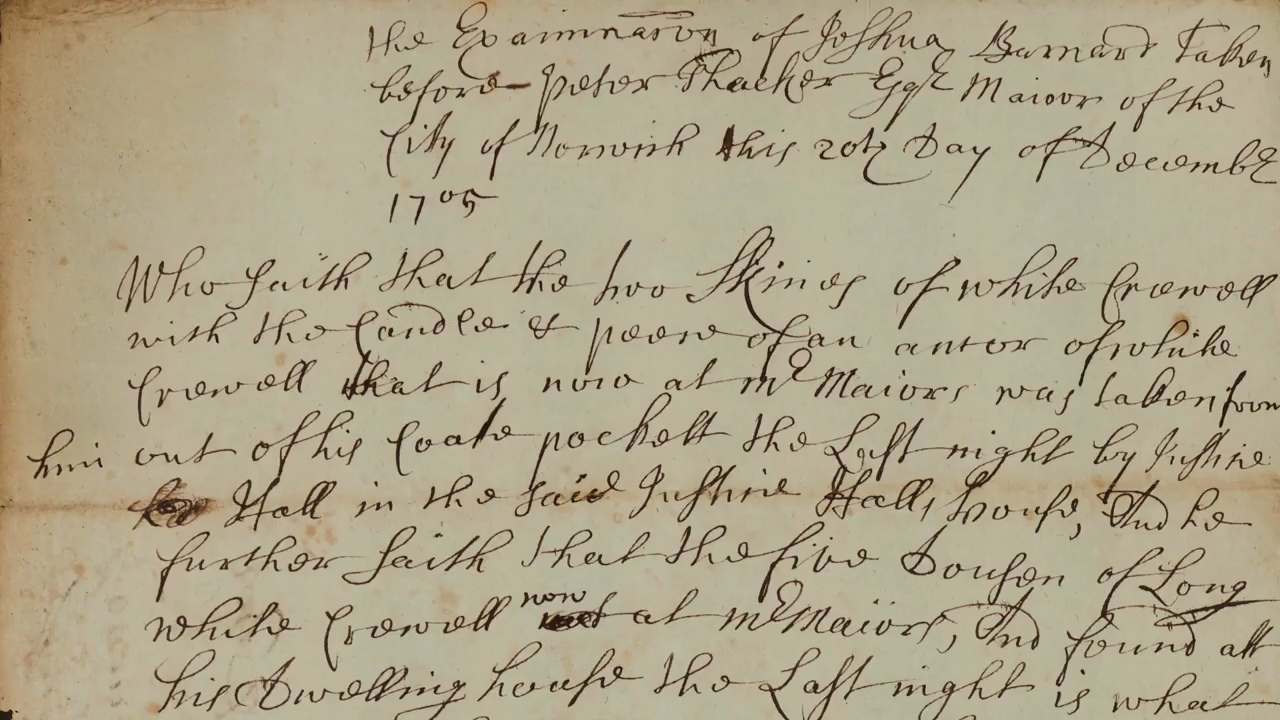 the Examinacon of Joshua Barnard Taken
before Peter Thacker Esqr Maior of the
City of Norwich this 20th Day of Decembr
1705
Who saith that the two Skines of white Crewell
with the Candle & peece of an antor of white
Crewell that is now at mr Maiors was taken from
him out of his Coate pockett the Last night by Justice
Hall in the said Justice Halls house, And he
further saith that the five Dousen of Long
white Crewell now at mr Maiors, And found att
his Dwelling house the Last night is what